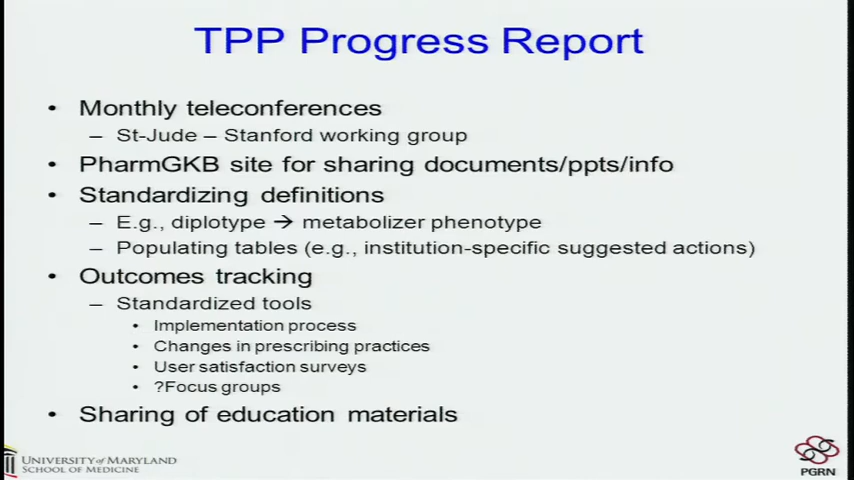 TPP Progress Report
• Monthly teleconferences
– St-Jude – Stanford working group
• PharmGKB site for sharing documents/ppts/info
• Standardizing definitions
– E.g., diplotype → metabolizer phenotype
– Populating tables (e.g., institution-specific suggested actions)
• Outcomes tracking
– Standardized tools
• Implementation process
• Changes in prescribing practices
• User satisfaction surveys
• ?Focus groups
• Sharing of education materials
UNIVERSITY of MARYLAND
SCHOOL OF MEDICINE
PGRN